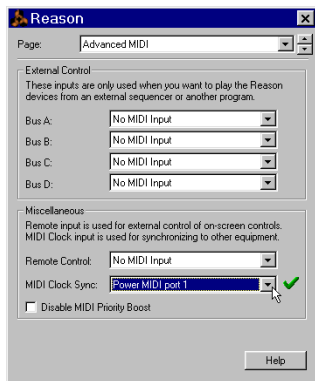 Reason
Page: Advanced MIDI
External Control
These inputs are only used when you want to play the Reason
devices from an external sequencer or another program.
Bus A: No MIDI Input
Bus B: No MIDI Input
Bus C: No MIDI Input
Bus D: No MIDI Input
Miscellaneous
Remote input is used for external control of on-screen controls.
MIDI Clock input is used for synchronizing to other equipment.
Remote Control: No MIDI Input
MIDI Clock Sync: Power MIDI port 1
Disable MIDI Priority Boost
Help